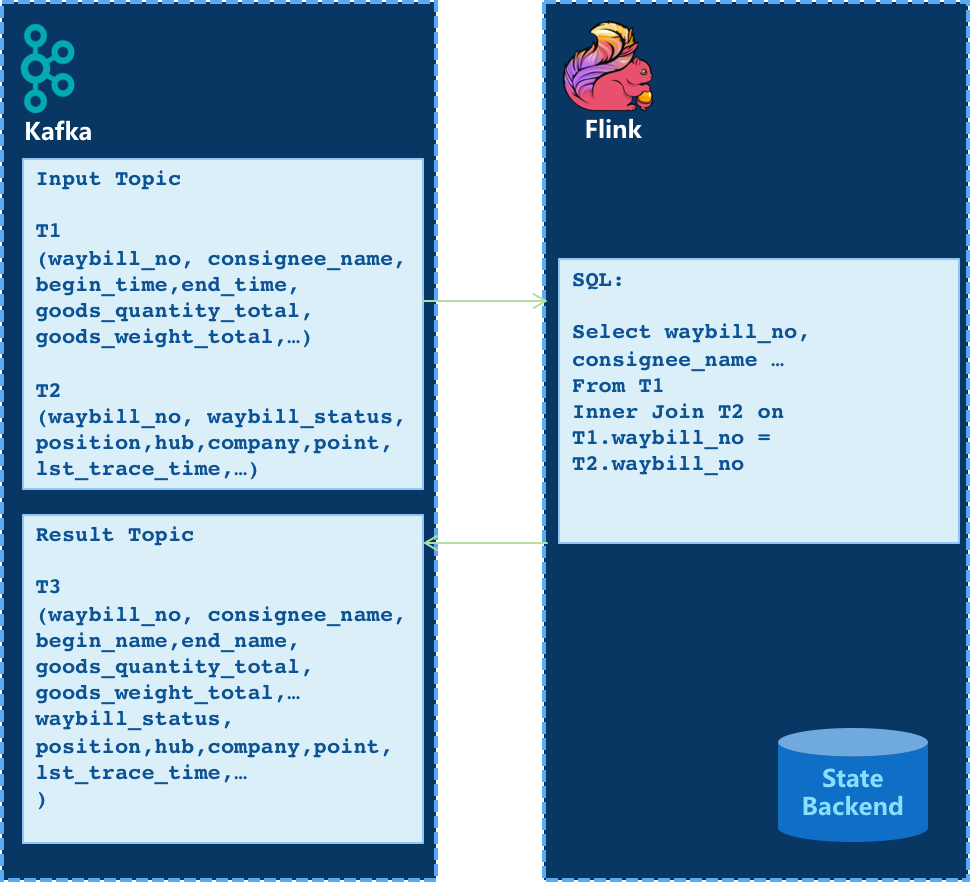 Kafka
Input Topic
T1
(waybill_no, consignee_name,
begin_time,end_time,
goods_quantity_total,
goods_weight_total,…)
T2
(waybill_no, waybill_status,
position,hub,company,point,
lst_trace_time,…)
Result Topic
T3
(waybill_no, consignee_name,
begin_name,end_name,
goods_quantity_total,
goods_weight_total,…
waybill_status,
position,hub,company,point,
lst_trace_time,…
)
Flink
SQL:
Select waybill_no,
consignee_name …
From T1
Inner Join T2 on
T1.waybill_no =
T2.waybill_no
State
Backend